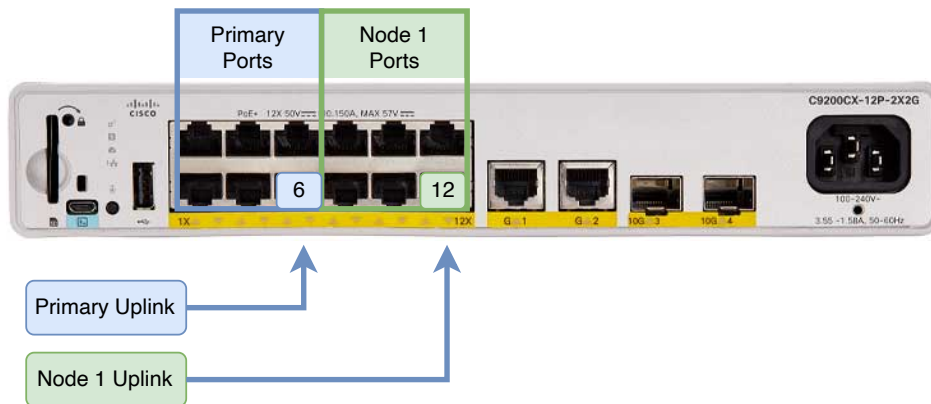 Primary
Ports
Node 1
Ports
C9200CX-12P-2X2G
CISCO
PoE+ 12X 50V
0.150A, MAX 57V
6
12
1X
12X
G 1
G 2
10G 3
10G 4
100-240V~
3.55 -1.58A, 50-60Hz
Primary Uplink
Node 1 Uplink